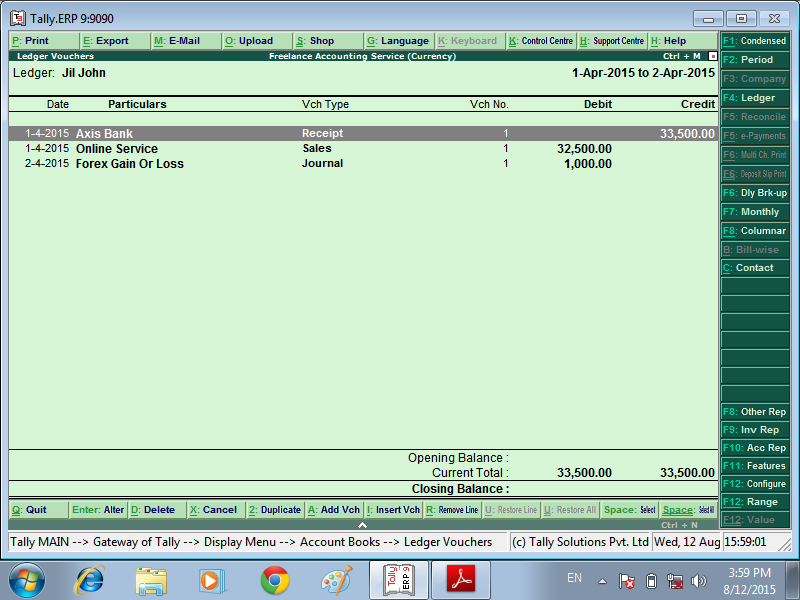 Tally.ERP 9:9090
P: Print E: Export M: E-Mail O: Upload S: Shop G: Language K: Keyboard K: Control Centre H: Support Centre H: Help
Ledger Vouchers Freelance Accounting Service (Currency) Ctrl + M
Ledger: Jil John 1-Apr-2015 to 2-Apr-2015
Date Particulars Vch Type Vch No. Debit Credit
1-4-2015 Axis Bank Receipt 1 33,500.00
1-4-2015 Online Service Sales 1 32,500.00
2-4-2015 Forex Gain Or Loss Journal 1 1,000.00
Opening Balance :
Current Total : 33,500.00 33,500.00
Closing Balance :
F1: Condensed
F2: Period
F3: Company
F4: Ledger
F5: Reconcile
F5: e-Payments
F6: Multi Ch. Print
F6: Deposit Slip Print
F6: Dly Brk-up
F7: Monthly
F8: Columnar
B: Bill-wise
C: Contact
F8: Other Rep
F9: Inv Rep
F10: Acc Rep
F11: Features
F12: Configure
F12: Range
F12: Value
Q: Quit Enter: Alter D: Delete X: Cancel 2: Duplicate A: Add Vch I: Insert Vch R: Remove Line U: Restore Line U: Restore All Space: Select Space: Select All
Ctrl + N
Tally MAIN --> Gateway of Tally --> Display Menu --> Account Books --> Ledger Vouchers (c) Tally Solutions Pvt. Ltd Wed, 12 Aug 15:59:01
Tally ERP 9
EN
3:59 PM
8/12/2015